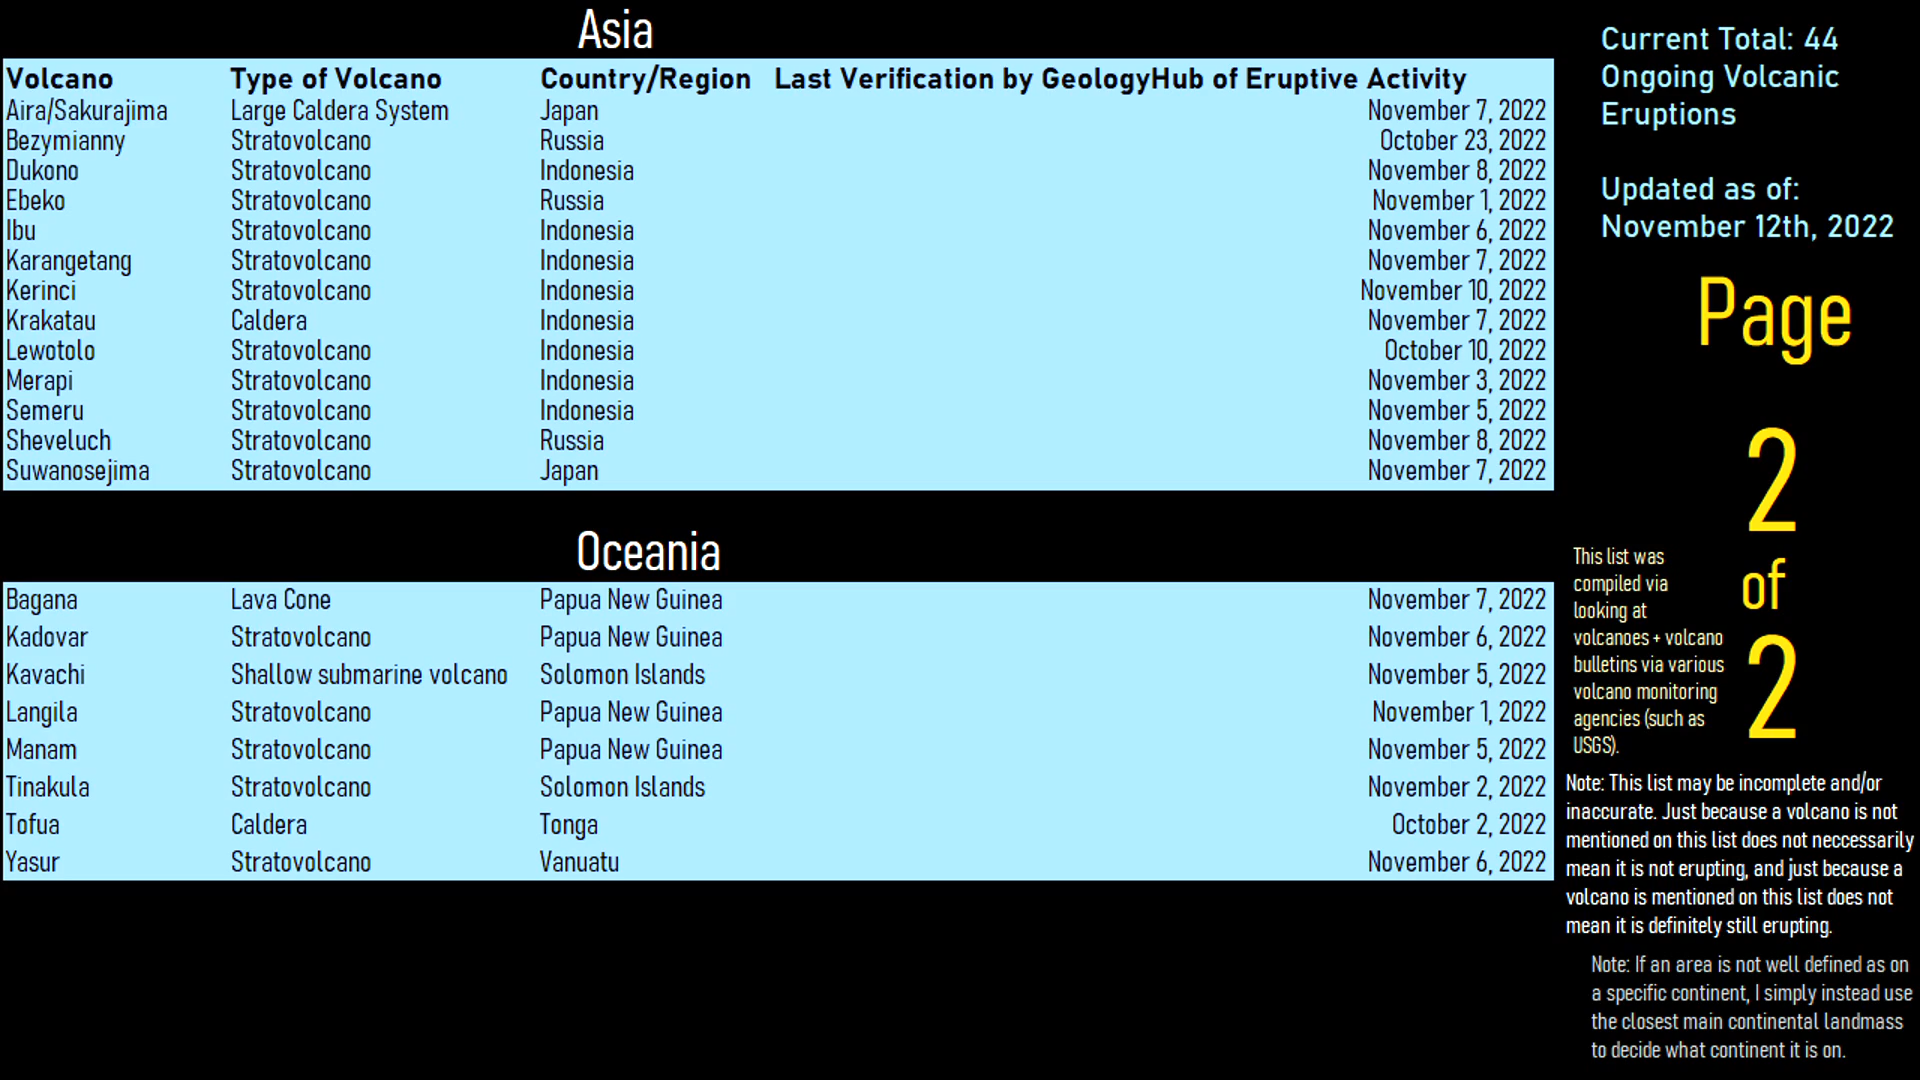 Asia
Volcano Type of Volcano Country/Region Last Verification by GeologyHub of Eruptive Activity
Aira/Sakurajima Large Caldera System Japan November 7, 2022
Bezymianny Stratovolcano Russia October 23, 2022
Dukono Stratovolcano Indonesia November 8, 2022
Ebeko Stratovolcano Russia November 1, 2022
Ibu Stratovolcano Indonesia November 6, 2022
Karangetang Stratovolcano Indonesia November 7, 2022
Kerinci Stratovolcano Indonesia November 10, 2022
Krakatau Caldera Indonesia November 7, 2022
Lewotolo Stratovolcano Indonesia October 10, 2022
Merapi Stratovolcano Indonesia November 3, 2022
Semeru Stratovolcano Indonesia November 5, 2022
Sheveluch Stratovolcano Russia November 8, 2022
Suwanosejima Stratovolcano Japan November 7, 2022
Oceania
Bagana Lava Cone Papua New Guinea November 7, 2022
Kadovar Stratovolcano Papua New Guinea November 6, 2022
Kavachi Shallow submarine volcano Solomon Islands November 5, 2022
Langila Stratovolcano Papua New Guinea November 1, 2022
Manam Stratovolcano Papua New Guinea November 5, 2022
Tinakula Stratovolcano Solomon Islands November 2, 2022
Tofua Caldera Tonga October 2, 2022
Yasur Stratovolcano Vanuatu November 6, 2022
Current Total: 44
Ongoing Volcanic
Eruptions
Updated as of:
November 12th, 2022
Page
2
of
2
This list was
compiled via
looking at
volcanoes + volcano
bulletins via various
volcano monitoring
agencies (such as
USGS).
Note: This list may be incomplete and/or
inaccurate. Just because a volcano is not
mentioned on this list does not neccessarily
mean it is not erupting, and just because a
volcano is mentioned on this list does not
mean it is definitely still erupting.
Note: If an area is not well defined as on
a specific continent, I simply instead use
the closest main continental landmass
to decide what continent it is on.